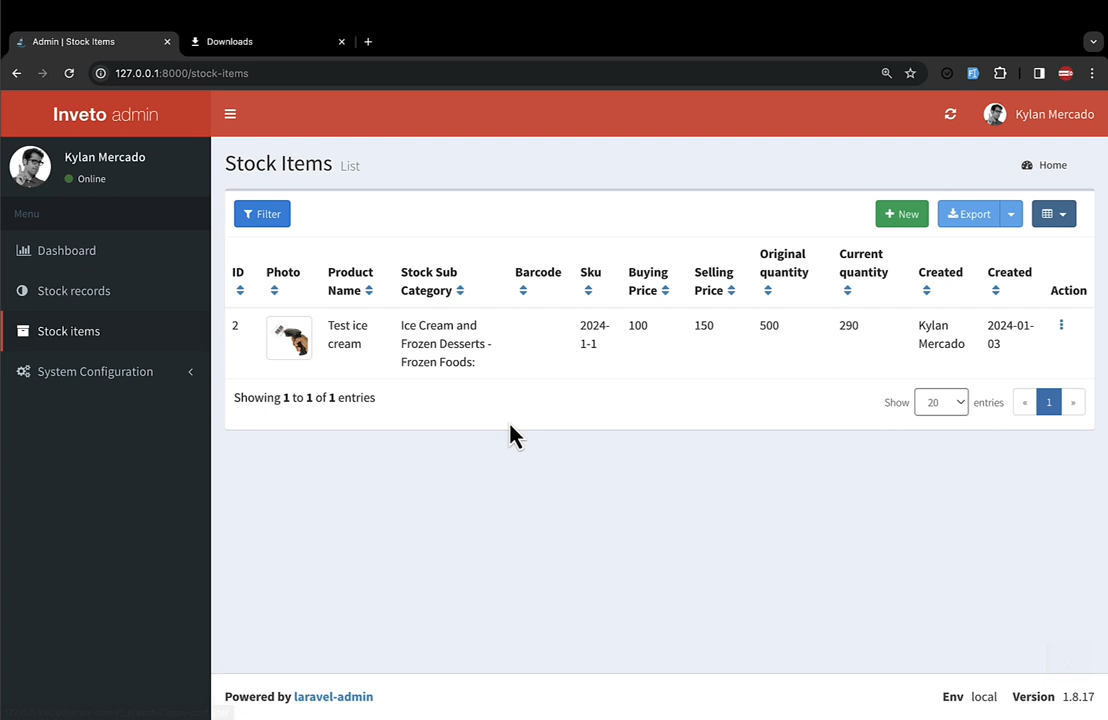 Admin | Stock Items
Downloads
127.0.0.1:8000/stock-items
Inveto admin
Kylan Mercado
Kylan Mercado
Online
Menu
Dashboard
Stock records
Stock items
System Configuration
Stock Items List
Home
Filter
New
Export
ID
Photo
Product
Name
Stock Sub
Category
Barcode
Sku
Buying
Price
Selling
Price
Original
quantity
Current
quantity
Created
Created
Action
2
Test ice
cream
Ice Cream and
Frozen Desserts -
Frozen Foods:
2024-
1-1
100
150
500
290
Kylan
Mercado
2024-01-
03
Showing 1 to 1 of 1 entries
Show 20 entries
« 1 »
Powered by laravel-admin
Env local Version 1.8.17